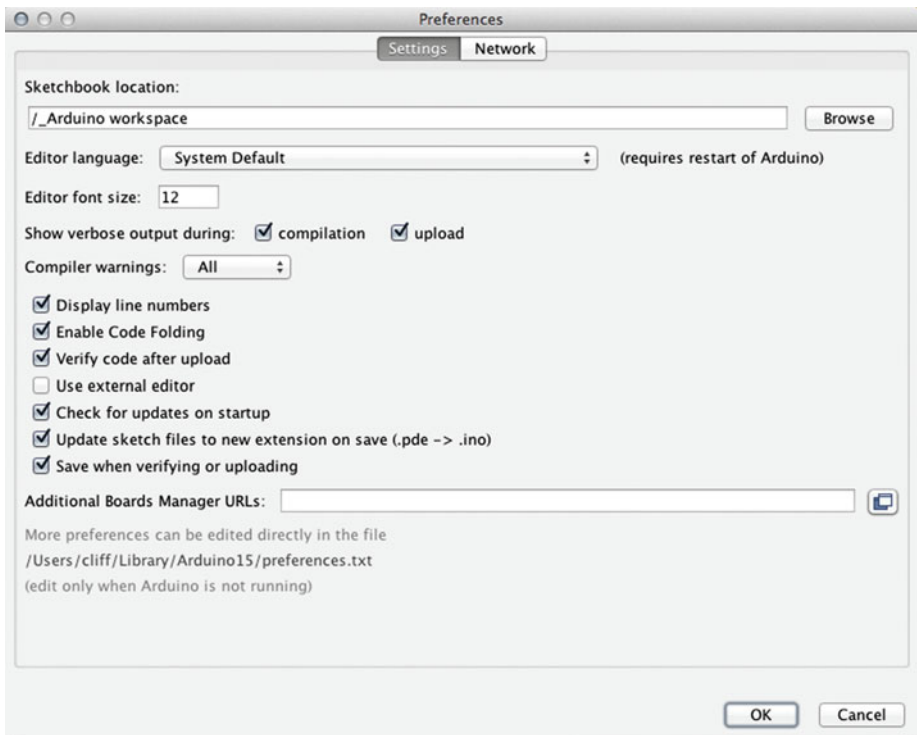 Preferences
Settings Network
Sketchbook location:
/_Arduino workspace Browse
Editor language: System Default (requires restart of Arduino)
Editor font size: 12
Show verbose output during: compilation upload
Compiler warnings: All
Display line numbers
Enable Code Folding
Verify code after upload
Use external editor
Check for updates on startup
Update sketch files to new extension on save (.pde -> .ino)
Save when verifying or uploading
Additional Boards Manager URLs:
More preferences can be edited directly in the file
/Users/cliff/Library/Arduino15/preferences.txt
(edit only when Arduino is not running)
OK Cancel